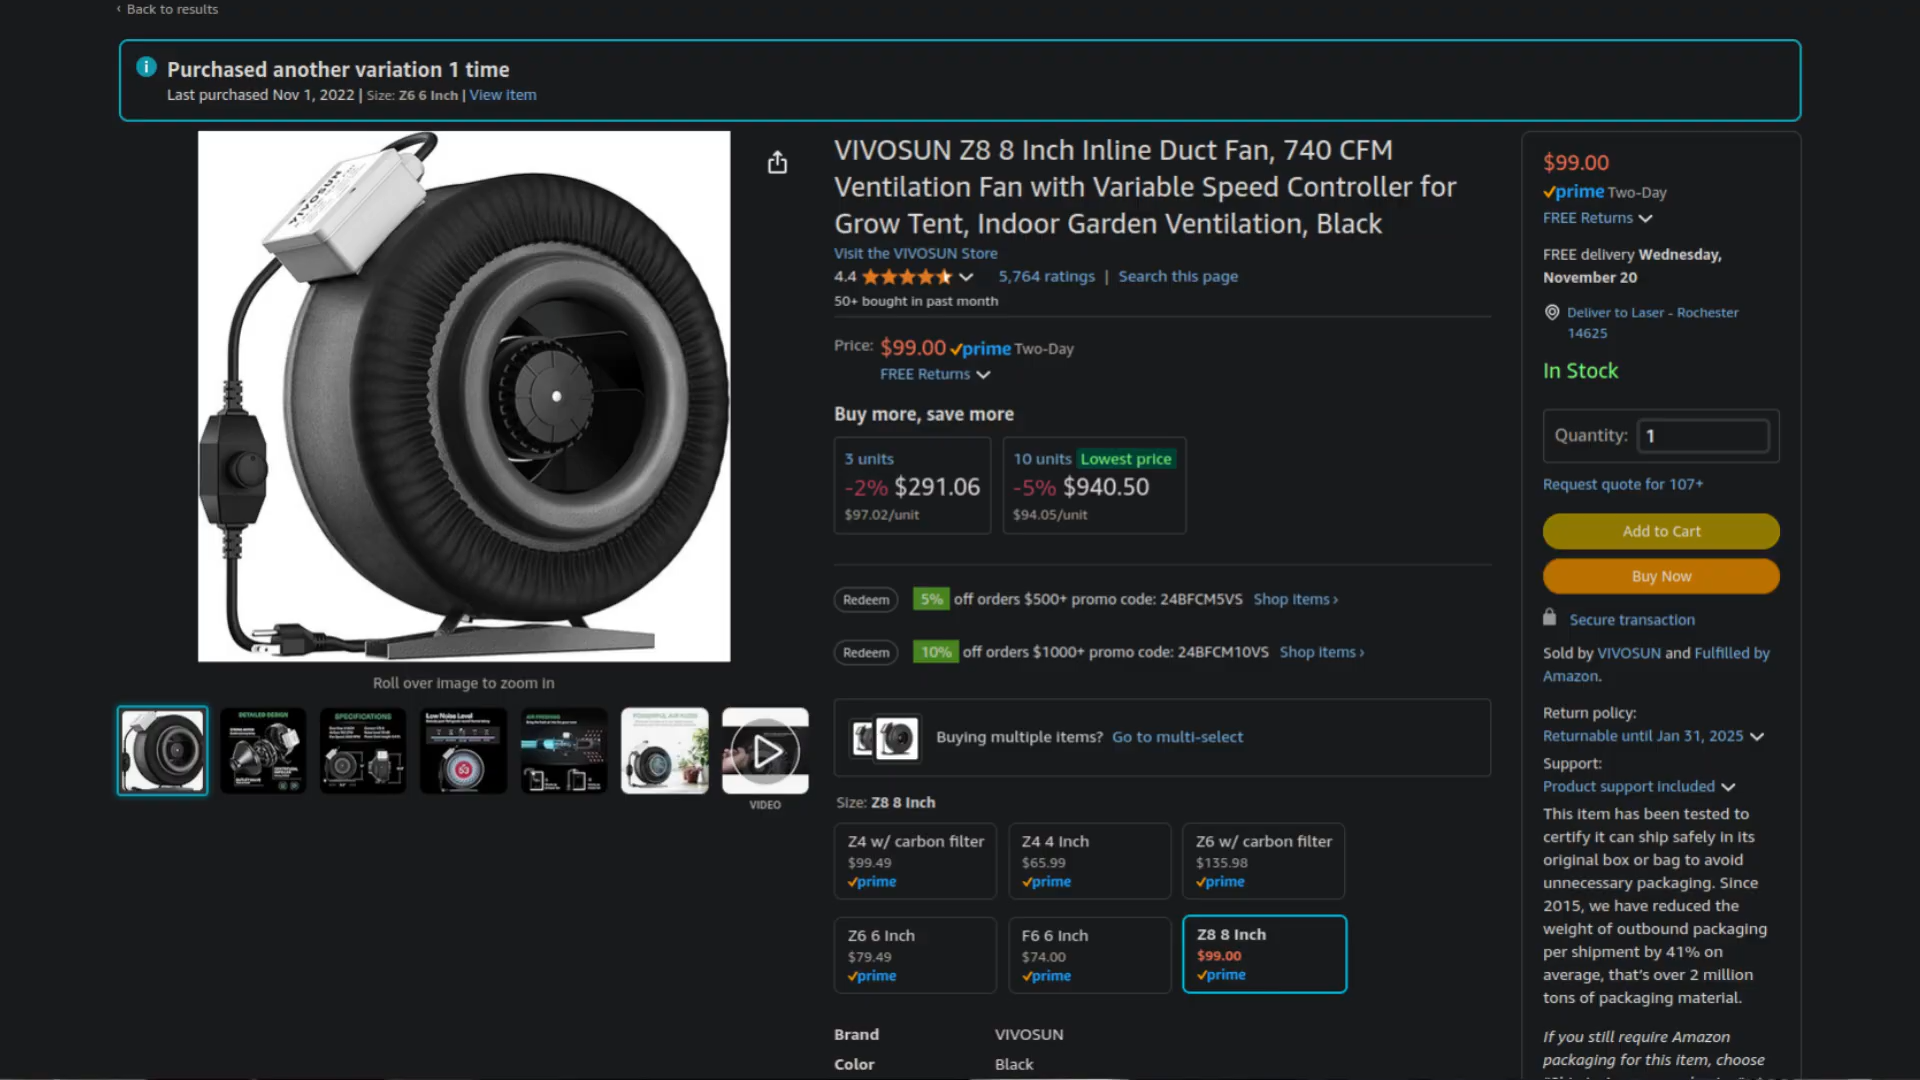 ‹ Back to results
Purchased another variation 1 time
Last purchased Nov 1, 2022 | Size: Z6 6 Inch | View Item
VIVOSUN
Roll over image to zoom in
DETAILED DESIGN
SPECIFICATIONS
Low Noise Level
VIDEO
VIVOSUN Z8 8 Inch Inline Duct Fan, 740 CFM
Ventilation Fan with Variable Speed Controller for
Grow Tent, Indoor Garden Ventilation, Black
Visit the VIVOSUN Store
4.4 5,764 ratings | Search this page
50+ bought in past month
Price: $99.00 prime Two-Day
FREE Returns
Buy more, save more
3 units
-2% $291.06
$97.02/unit
10 units Lowest price
-5% $940.50
$94.05/unit
Redeem 5% off orders $500+ promo code: 24BFCM5VS Shop items ›
Redeem 10% off orders $1000+ promo code: 24BFCM10VS Shop items ›
Buying multiple items? Go to multi-select
Size: Z8 8 Inch
Z4 w/ carbon filter
$99.49
prime
Z4 4 Inch
$65.99
prime
Z6 w/ carbon filter
$135.98
prime
Z6 6 Inch
$79.49
prime
F6 6 Inch
$74.00
prime
Z8 8 Inch
$99.00
prime
Brand VIVOSUN
Color Black
$99.00
prime Two-Day
FREE Returns
FREE delivery Wednesday,
November 20
Deliver to Laser - Rochester
14625
In Stock
Quantity: 1
Request quote for 107+
Add to Cart
Buy Now
Secure transaction
Sold by VIVOSUN and Fulfilled by
Amazon.
Return policy:
Returnable until Jan 31, 2025
Support:
Product support included
This item has been tested to
certify it can ship safely in its
original box or bag to avoid
unnecessary packaging. Since
2015, we have reduced the
weight of outbound packaging
per shipment by 41% on
average, that's over 2 million
tons of packaging material.
If you still require Amazon
packaging for this item, choose